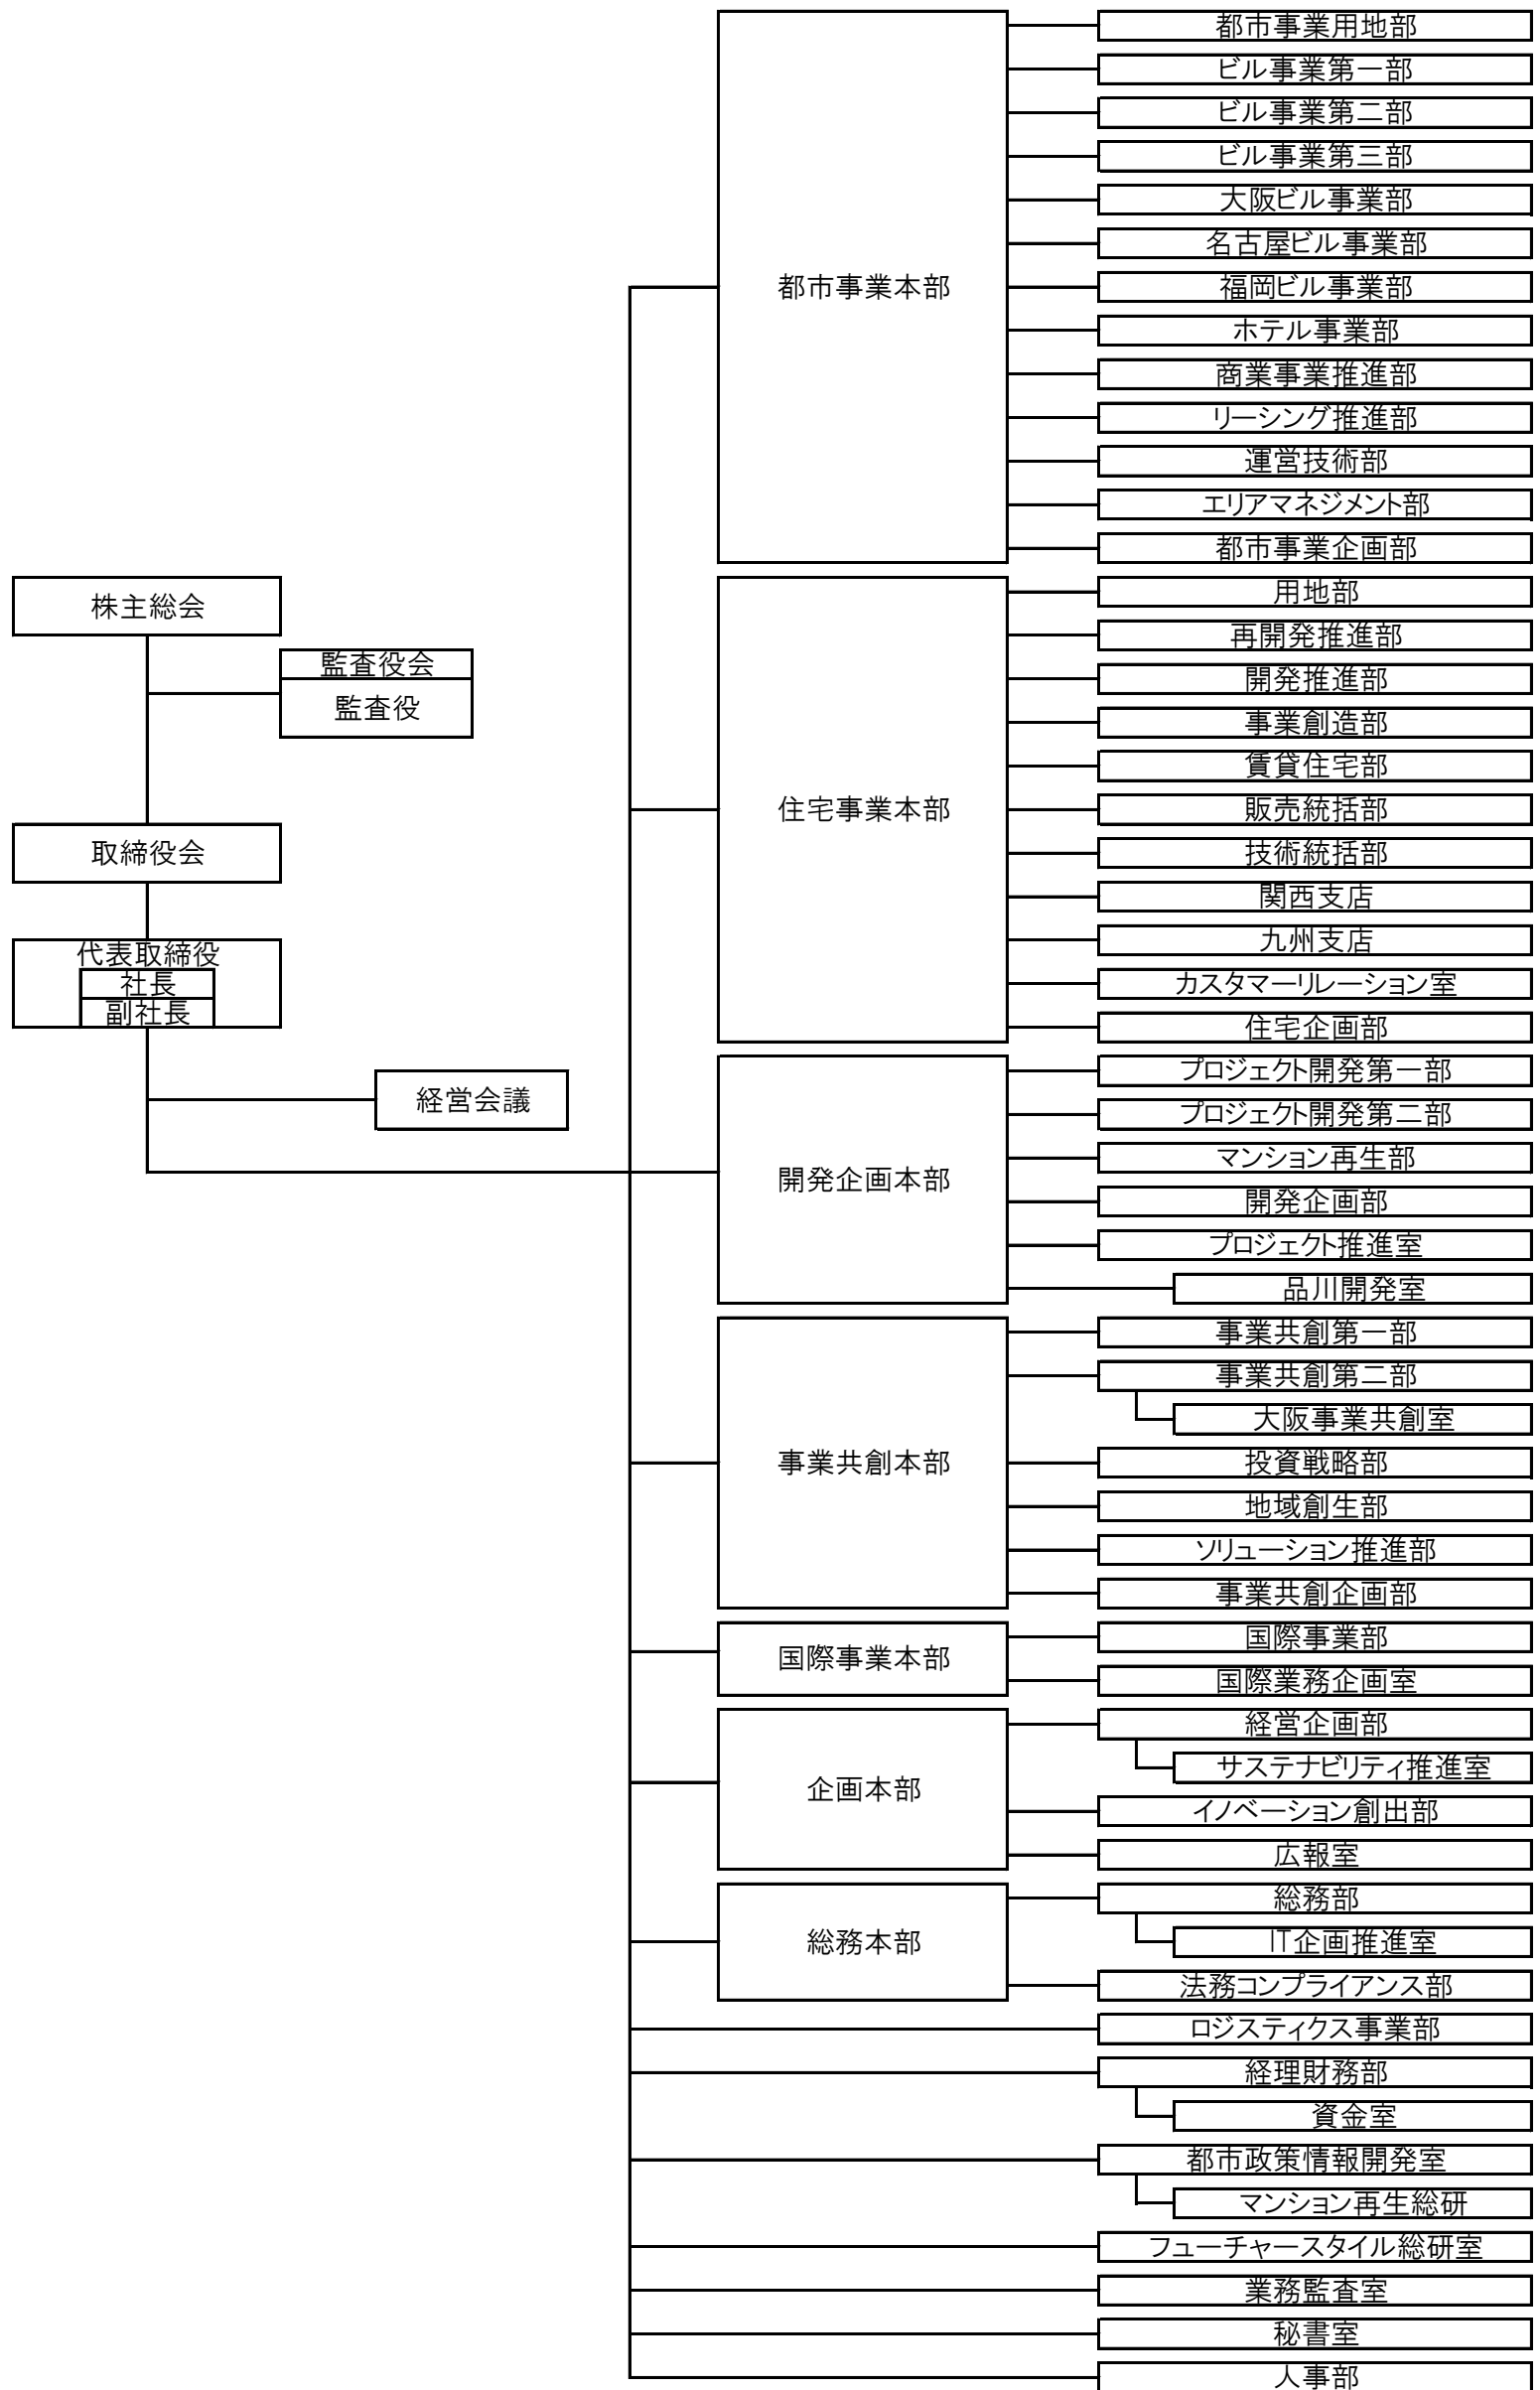 株主総会
監査役会
監査役
取締役会
代表取締役
社長
副社長
経営会議
都市事業本部
都市事業用地部
ビル事業第一部
ビル事業第二部
ビル事業第三部
大阪ビル事業部
名古屋ビル事業部
福岡ビル事業部
ホテル事業部
商業事業推進部
リーシング推進部
運営技術部
エリアマネジメント部
都市事業企画部
住宅事業本部
用地部
再開発推進部
開発推進部
事業創造部
賃貸住宅部
販売統括部
技術統括部
関西支店
九州支店
カスタマーリレーション室
住宅企画部
開発企画本部
プロジェクト開発第一部
プロジェクト開発第二部
マンション再生部
開発企画部
プロジェクト推進室
品川開発室
事業共創本部
事業共創第一部
事業共創第二部
大阪事業共創室
投資戦略部
地域創生部
ソリューション推進部
事業共創企画部
国際事業本部
国際事業部
国際業務企画室
企画本部
経営企画部
サステナビリティ推進室
イノベーション創出部
広報室
総務本部
総務部
IT企画推進室
法務コンプライアンス部
ロジスティクス事業部
経理財務部
資金室
都市政策情報開発室
マンション再生総研
フューチャースタイル総研室
業務監査室
秘書室
人事部